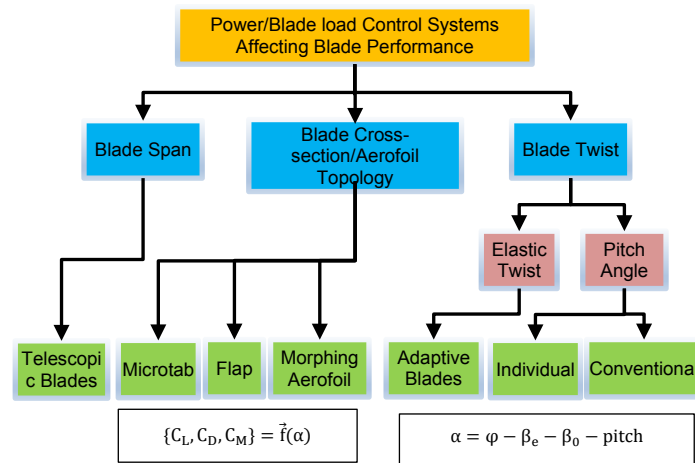 Power/Blade load Control Systems
Affecting Blade Performance
Blade Span
Blade Cross-
section/Aerofoil
Topology
Blade Twist
Elastic
Twist
Pitch
Angle
Telescopi
c Blades
Microtab
Flap
Morphing
Aerofoil
Adaptive
Blades
Individual
Conventiona
{C_L, C_D, C_M} = f⃗(α)
α = φ − β_e − β_0 − pitch